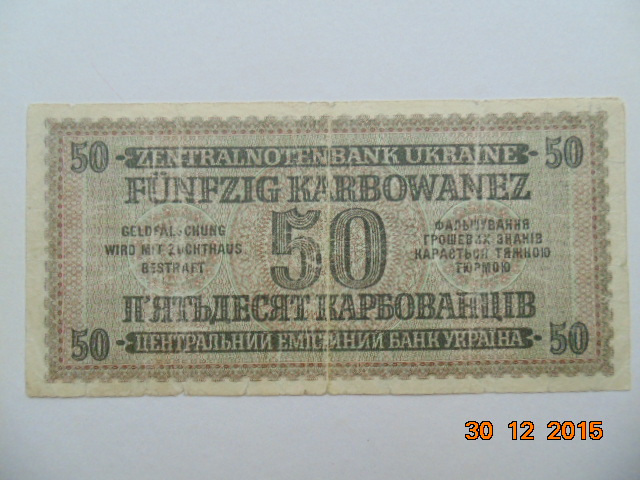 50 ZENTRALNOTENBANK UKRAINE 50
FÜNFZIG KARBOWANEZ
50
GELDFÄLSCHUNG
WIRD MIT ZUCHTHAUS
BESTRAFT
ФАЛЬШУВАННЯ
ГРОШЕВИХ ЗНАКІВ
КАРАЄТЬСЯ ТЯЖКОЮ
ТЮРМОЮ
П'ЯТЬДЕСЯТ КАРБОВАНЦІВ
50 ЦЕНТРАЛЬНИЙ ЕМІСІЙНИЙ БАНК УКРАЇНА 50
30 12 2015